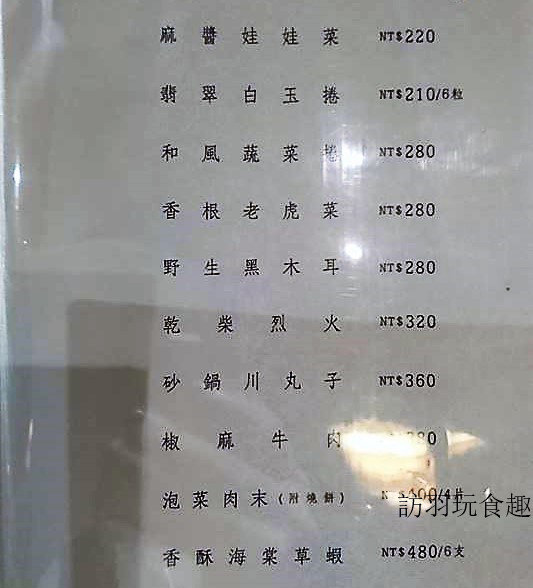 麻醬娃娃菜 NT$220
翡翠白玉捲 NT$210/6粒
和風蔬菜捲 NT$280
香根老虎菜 NT$280
野生黑木耳 NT$280
乾柴烈火 NT$320
砂鍋川丸子 NT$360
椒麻牛肉
泡菜肉末(附燒餅) NT$400/4片
訪羽玩食趣
香酥海棠草蝦 NT$480/6支